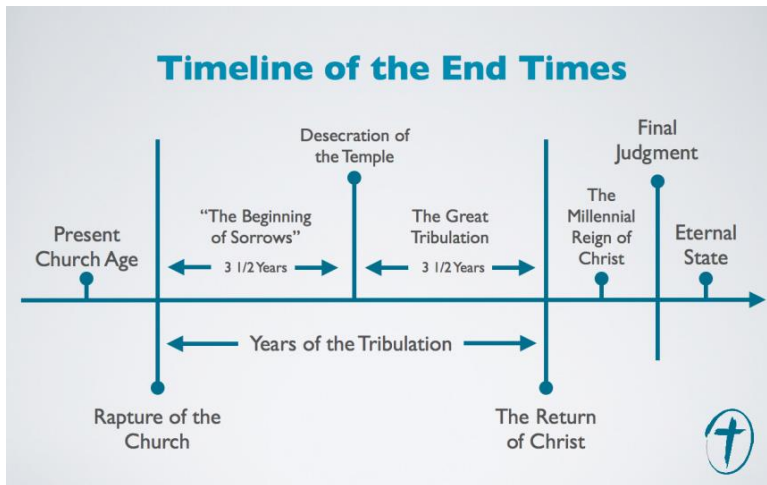 Timeline of the End Times
Desecration of
the Temple
Final
Judgment
"The Beginning
of Sorrows"
3 1/2 Years
The Great
Tribulation
3 1/2 Years
The
Millennial
Reign of
Christ
Present
Church Age
Eternal
State
Years of the Tribulation
Rapture of the
Church
The Return
of Christ